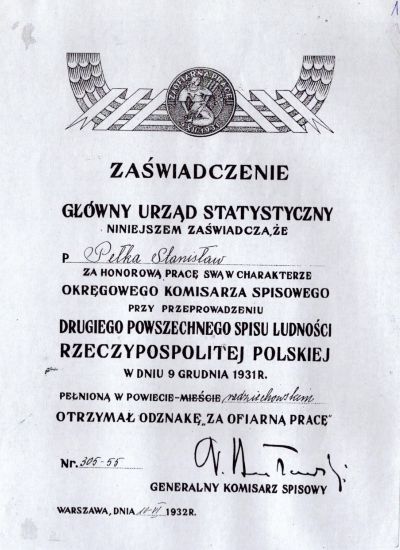 1
ZA OFIARNĄ PRACĘ
ZAŚWIADCZENIE
GŁÓWNY URZĄD STATYSTYCZNY
NINIEJSZEM ZAŚWIADCZA, ŻE
P Pełka Stanisław
ZA HONOROWĄ PRACĘ SWĄ W CHARAKTERZE
OKRĘGOWEGO KOMISARZA SPISOWEGO
PRZY PRZEPROWADZENIU
DRUGIEGO POWSZECHNEGO SPISU LUDNOŚCI
RZECZYPOSPOLITEJ POLSKIEJ
W DNIU 9 GRUDNIA 1931 R.
PEŁNIONĄ W POWIECIE-MIEŚCIE radziechowskim
OTRZYMAŁ ODZNAKĘ „ZA OFIARNĄ PRACĘ"
Nr. 305-55
GENERALNY KOMISARZ SPISOWY
WARSZAWA, DNIA 11-VI 1932 R.